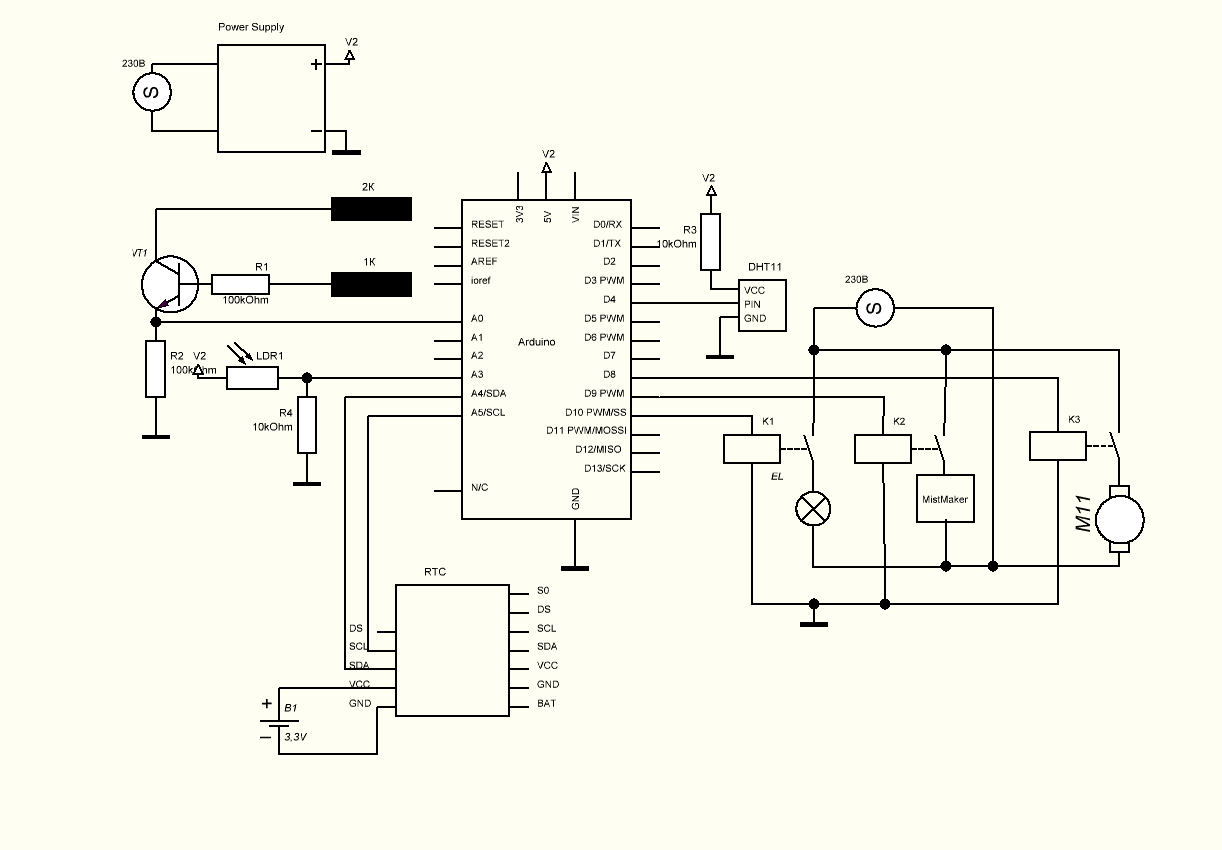 Power Supply
V2
230В
+
S
−
V2
2K
V2
3V3
5V
VIN
RESET
D0/RX
R3
RESET2
D1/TX
10kOhm
VT1
AREF
D2
R1
1K
ioref
D3 PWM
DHT11
100kOhm
D4
VCC
PIN
GND
230В
S
A0
D5 PWM
A1
D6 PWM
Arduino
R2
V2
LDR1
A2
D7
100kOhm
A3
D8
A4/SDA
D9 PWM
R4
A5/SCL
D10 PWM/SS
K1
K2
K3
10kOhm
D11 PWM/MOSSI
D12/MISO
D13/SCK
EL
N/C
GND
MistMaker
M11
RTC
S0
DS
DS
SCL
SCL
SDA
SDA
VCC
VCC
GND
GND
BAT
+
B1
−
3,3V